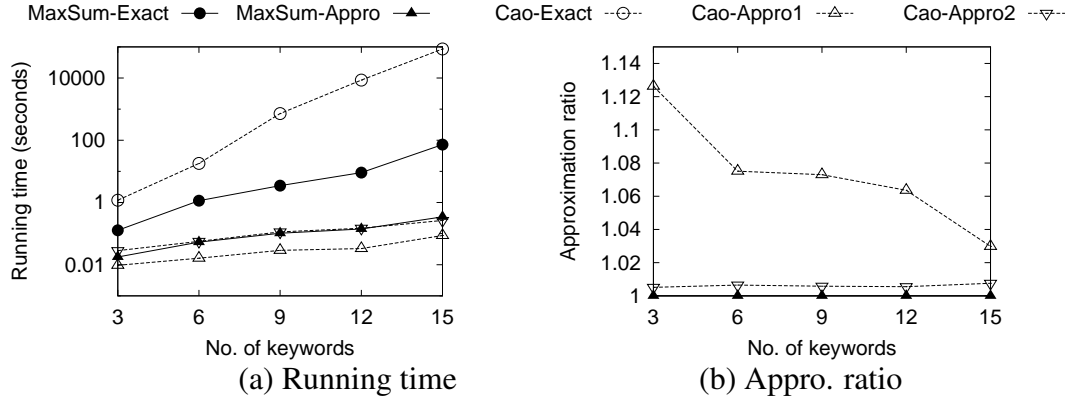 MaxSum-Exact MaxSum-Appro Cao-Exact Cao-Appro1 Cao-Appro2
Running time (seconds)
10000
100
1
0.01
3 6 9 12 15
No. of keywords
(a) Running time
Approximation ratio
1.14
1.12
1.1
1.08
1.06
1.04
1.02
1
3 6 9 12 15
No. of keywords
(b) Appro. ratio